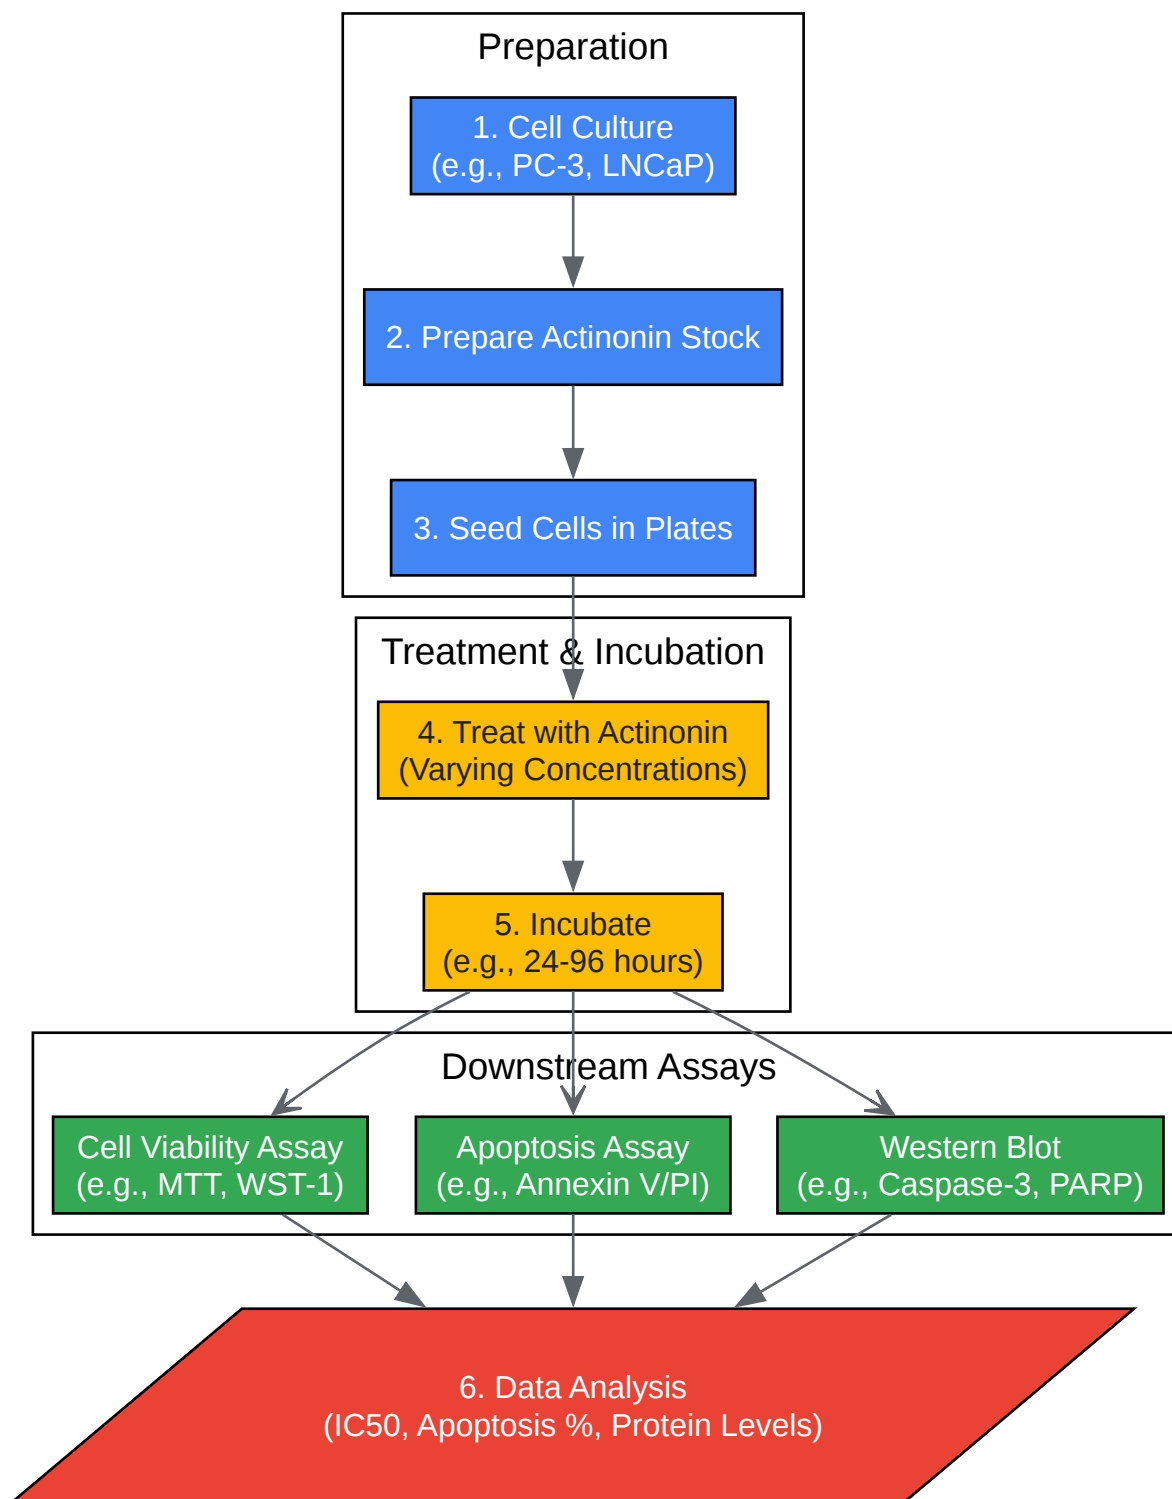 Preparation
1. Cell Culture
(e.g., PC-3, LNCaP)
2. Prepare Actinonin Stock
3. Seed Cells in Plates
Treatment & Incubation
4. Treat with Actinonin
(Varying Concentrations)
5. Incubate
(e.g., 24-96 hours)
Downstream Assays
Cell Viability Assay
(e.g., MTT, WST-1)
Apoptosis Assay
(e.g., Annexin V/PI)
Western Blot
(e.g., Caspase-3, PARP)
6. Data Analysis
(IC50, Apoptosis %, Protein Levels)